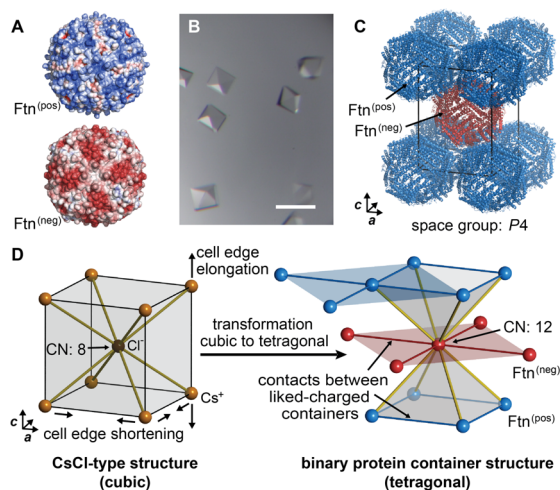 A
Ftn(pos)
Ftn(neg)
B
C
Ftn(pos)
Ftn(neg)
c
a
space group: P4
D
cell edge
elongation
CN: 8
Cl-
Cs+
c
a
cell edge shortening
CsCl-type structure
(cubic)
transformation
cubic to tetragonal
contacts between
liked-charged
containers
CN: 12
Ftn(neg)
Ftn(pos)
binary protein container structure
(tetragonal)